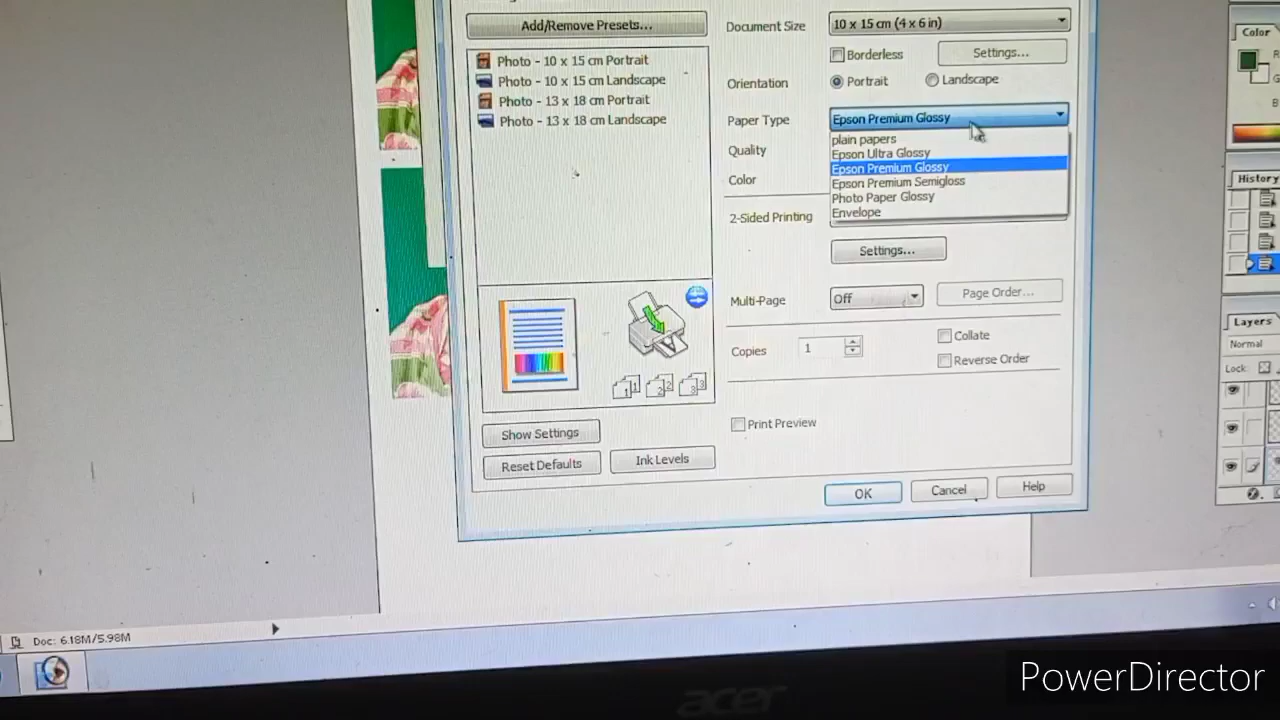 Add/Remove Presets...
Document Size
10 x 15 cm (4 x 6 in)
Photo - 10 x 15 cm Portrait
Photo - 10 x 15 cm Landscape
Photo - 13 x 18 cm Portrait
Photo - 13 x 18 cm Landscape
Borderless
Settings...
Orientation
Portrait
Landscape
Paper Type
Epson Premium Glossy
plain papers
Epson Ultra Glossy
Epson Premium Glossy
Epson Premium Semigloss
Photo Paper Glossy
Envelope
Quality
Color
2-Sided Printing
Settings...
Multi-Page
Off
Page Order...
Copies
1
Collate
Reverse Order
Print Preview
Show Settings
Reset Defaults
Ink Levels
OK
Cancel
Help
Color
History
Layers
Normal
Lock:
Doc: 6.18M/5.98M
acer
PowerDirector